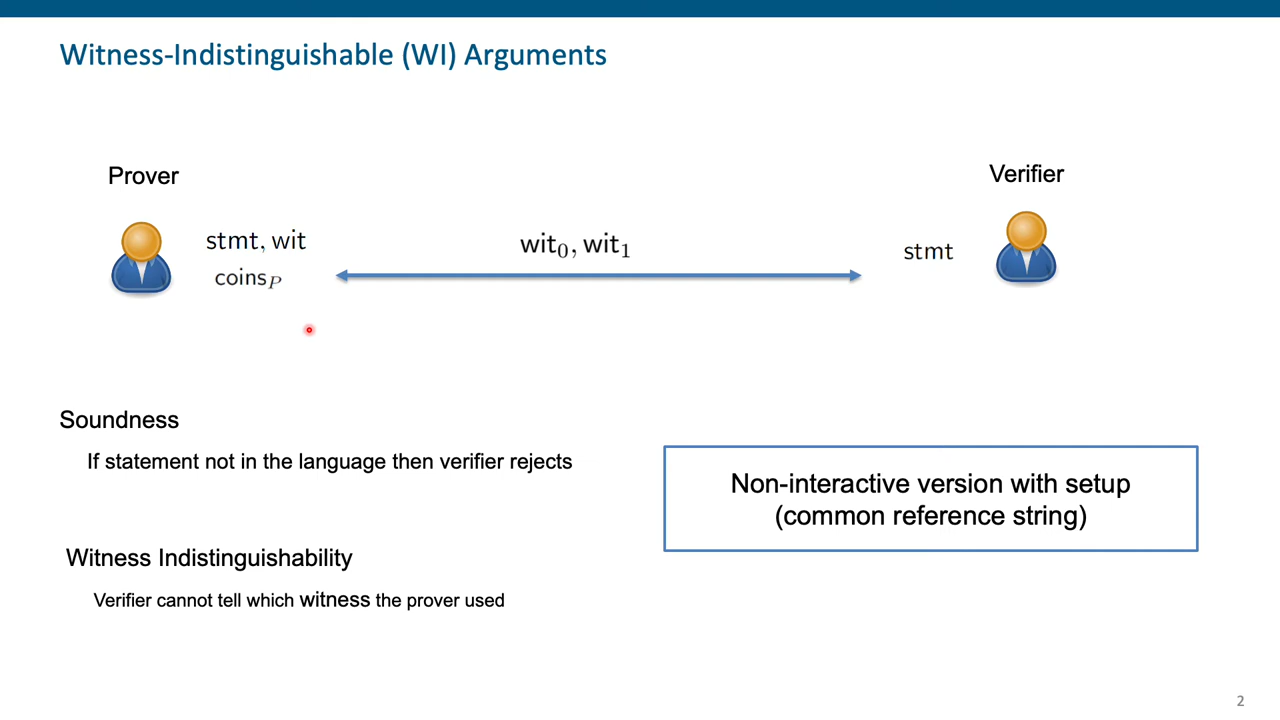 Witness-Indistinguishable (WI) Arguments
Prover
Verifier
stmt, wit
coins_P
wit_0, wit_1
stmt
Soundness
If statement not in the language then verifier rejects
Non-interactive version with setup
(common reference string)
Witness Indistinguishability
Verifier cannot tell which witness the prover used
2